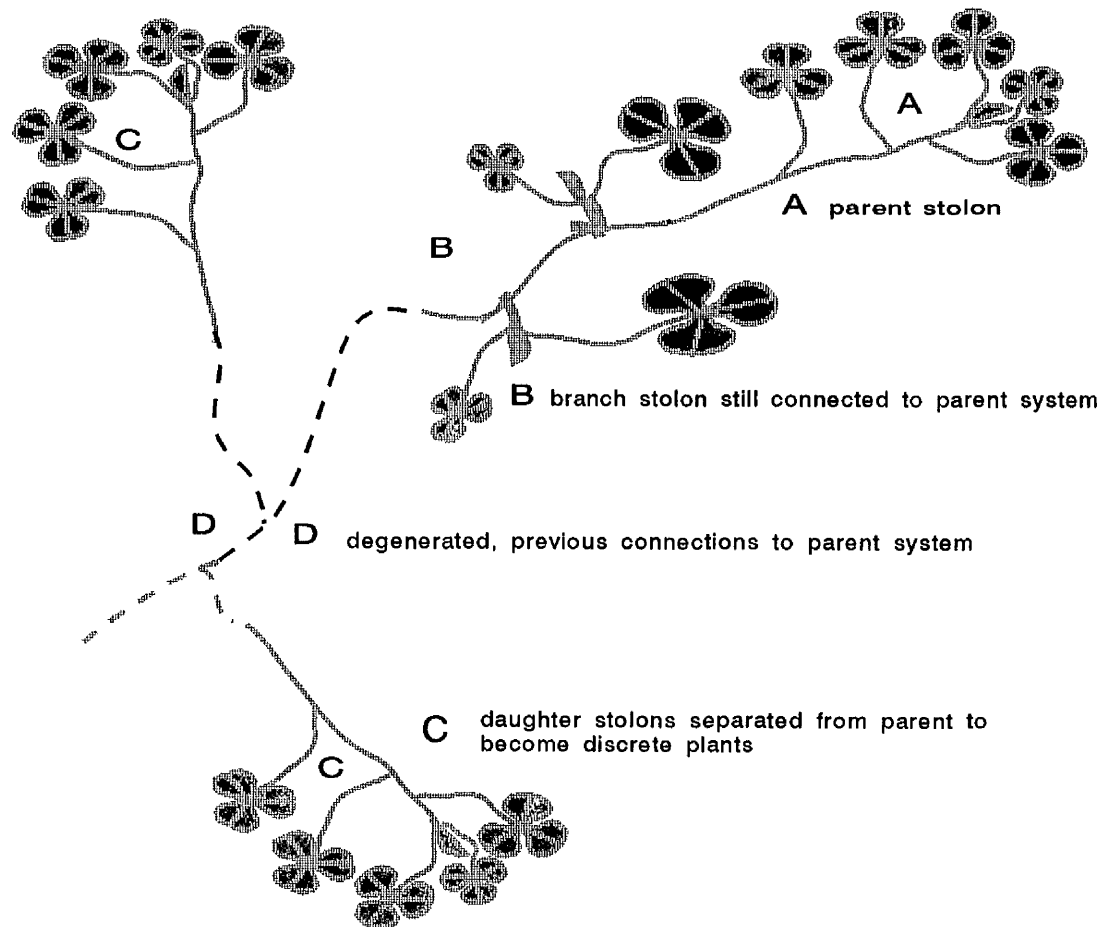 C
A
A parent stolon
B
B branch stolon still connected to parent system
D
D degenerated, previous connections to parent system
C daughter stolons separated from parent to
become discrete plants
C